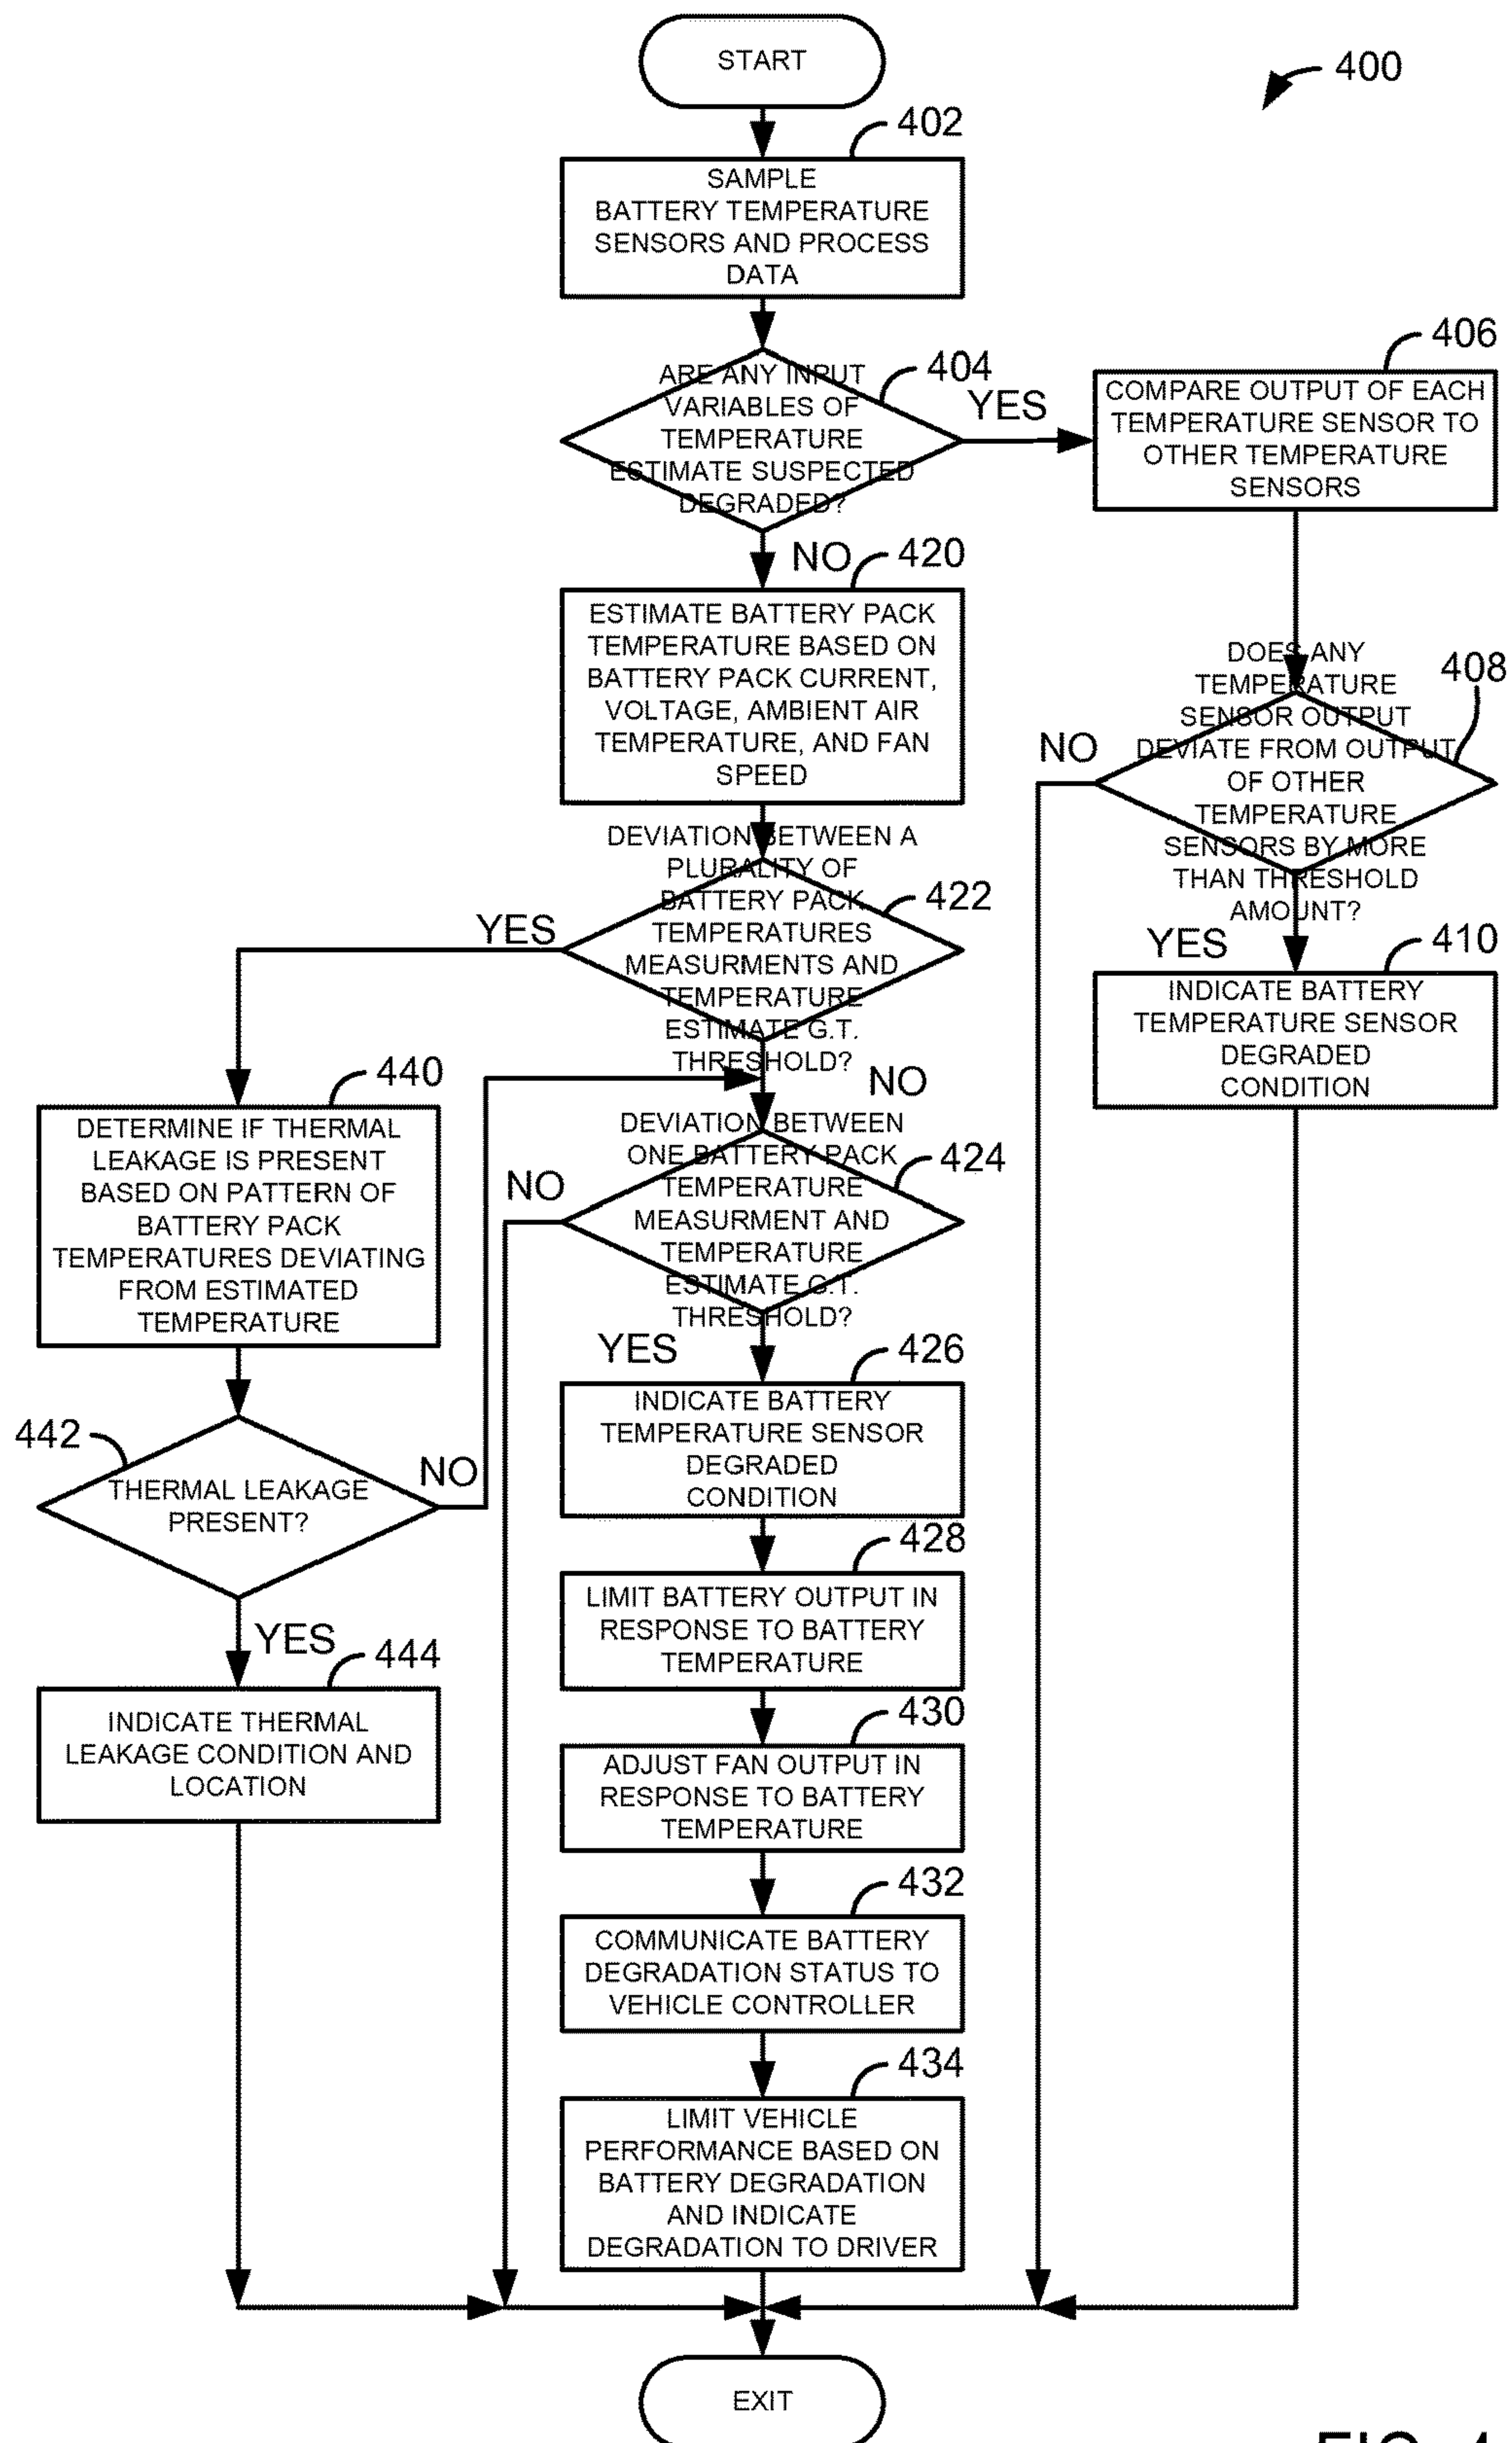 START
400
402
SAMPLE
BATTERY TEMPERATURE
SENSORS AND PROCESS
DATA
404
ARE ANY INPUT
VARIABLES OF
TEMPERATURE
ESTIMATE SUSPECTED
DEGRADED?
YES
406
COMPARE OUTPUT OF EACH
TEMPERATURE SENSOR TO
OTHER TEMPERATURE
SENSORS
NO
420
ESTIMATE BATTERY PACK
TEMPERATURE BASED ON
BATTERY PACK CURRENT,
VOLTAGE, AMBIENT AIR
TEMPERATURE, AND FAN
SPEED
408
DOES ANY
TEMPERATURE
SENSOR OUTPUT
DEVIATE FROM OUTPUT
OF OTHER
TEMPERATURE
SENSORS BY MORE
THAN THRESHOLD
AMOUNT?
NO
YES
410
INDICATE BATTERY
TEMPERATURE SENSOR
DEGRADED
CONDITION
422
DEVIATION BETWEEN A
PLURALITY OF
BATTERY PACK
TEMPERATURES
MEASURMENTS AND
TEMPERATURE
ESTIMATE G.T.
THRESHOLD?
YES
NO
440
DETERMINE IF THERMAL
LEAKAGE IS PRESENT
BASED ON PATTERN OF
BATTERY PACK
TEMPERATURES DEVIATING
FROM ESTIMATED
TEMPERATURE
424
DEVIATION BETWEEN
ONE BATTERY PACK
TEMPERATURE
MEASURMENT AND
TEMPERATURE
ESTIMATE G.T.
THRESHOLD?
NO
YES
442
THERMAL LEAKAGE
PRESENT?
NO
YES
444
INDICATE THERMAL
LEAKAGE CONDITION AND
LOCATION
426
INDICATE BATTERY
TEMPERATURE SENSOR
DEGRADED
CONDITION
428
LIMIT BATTERY OUTPUT IN
RESPONSE TO BATTERY
TEMPERATURE
430
ADJUST FAN OUTPUT IN
RESPONSE TO BATTERY
TEMPERATURE
432
COMMUNICATE BATTERY
DEGRADATION STATUS TO
VEHICLE CONTROLLER
434
LIMIT VEHICLE
PERFORMANCE BASED ON
BATTERY DEGRADATION
AND INDICATE
DEGRADATION TO DRIVER
EXIT
FIG. 4